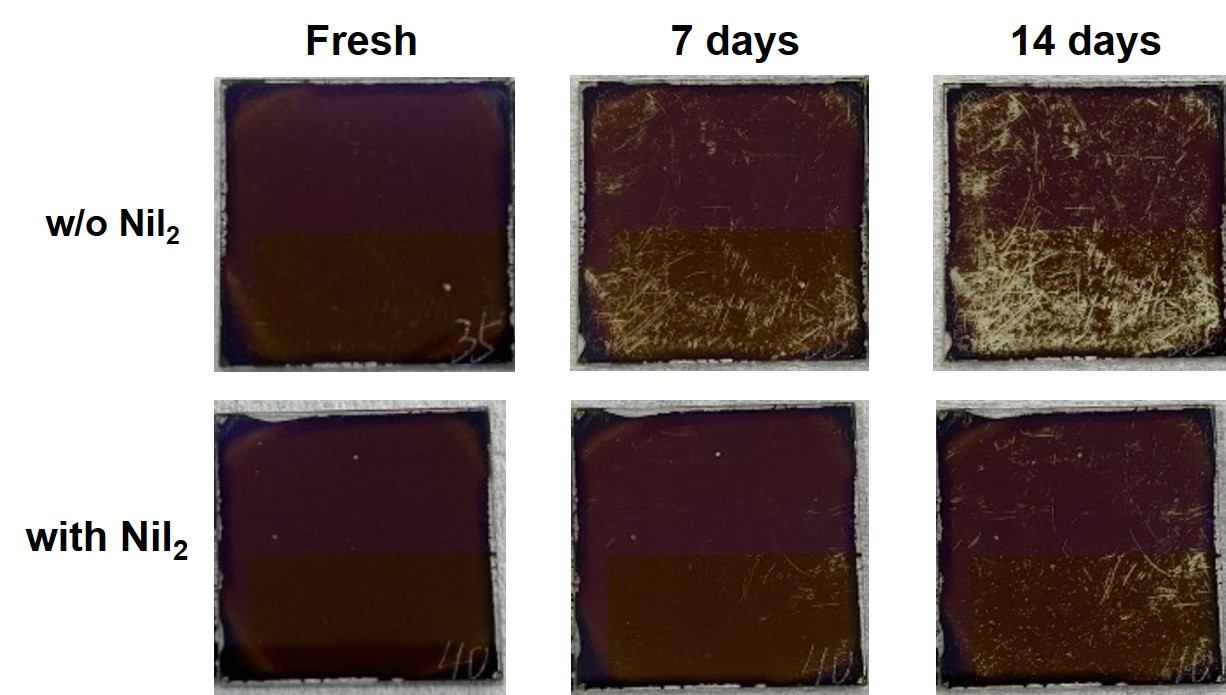 Fresh 7 days 14 days
w/o NiI₂
35
with NiI₂
40 40 40